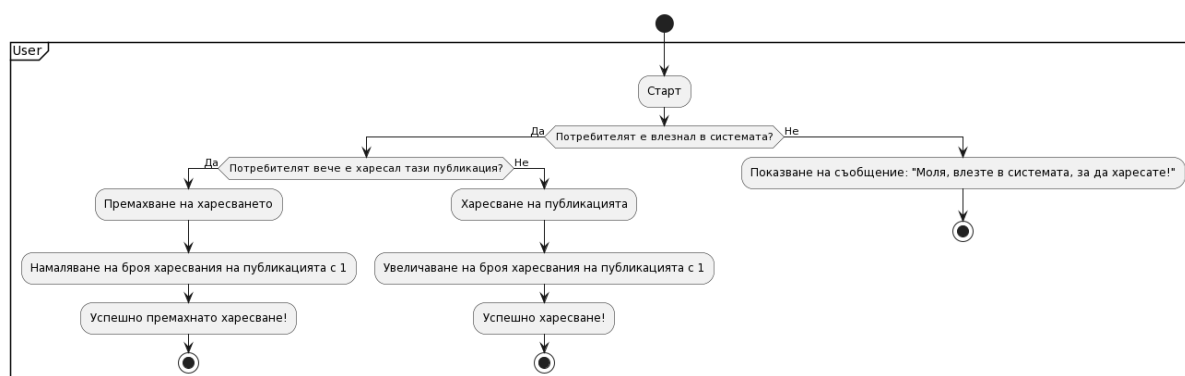 User
Старт
Да
Потребителят е влезнал в системата?
Не
Да
Потребителят вече е харесал тази публикация?
Не
Показване на съобщение: "Моля, влезте в системата, за да харесате!"
Премахване на харесването
Харесване на публикацията
Намаляване на броя харесвания на публикацията с 1
Увеличаване на броя харесвания на публикацията с 1
Успешно премахнато харесване!
Успешно харесване!